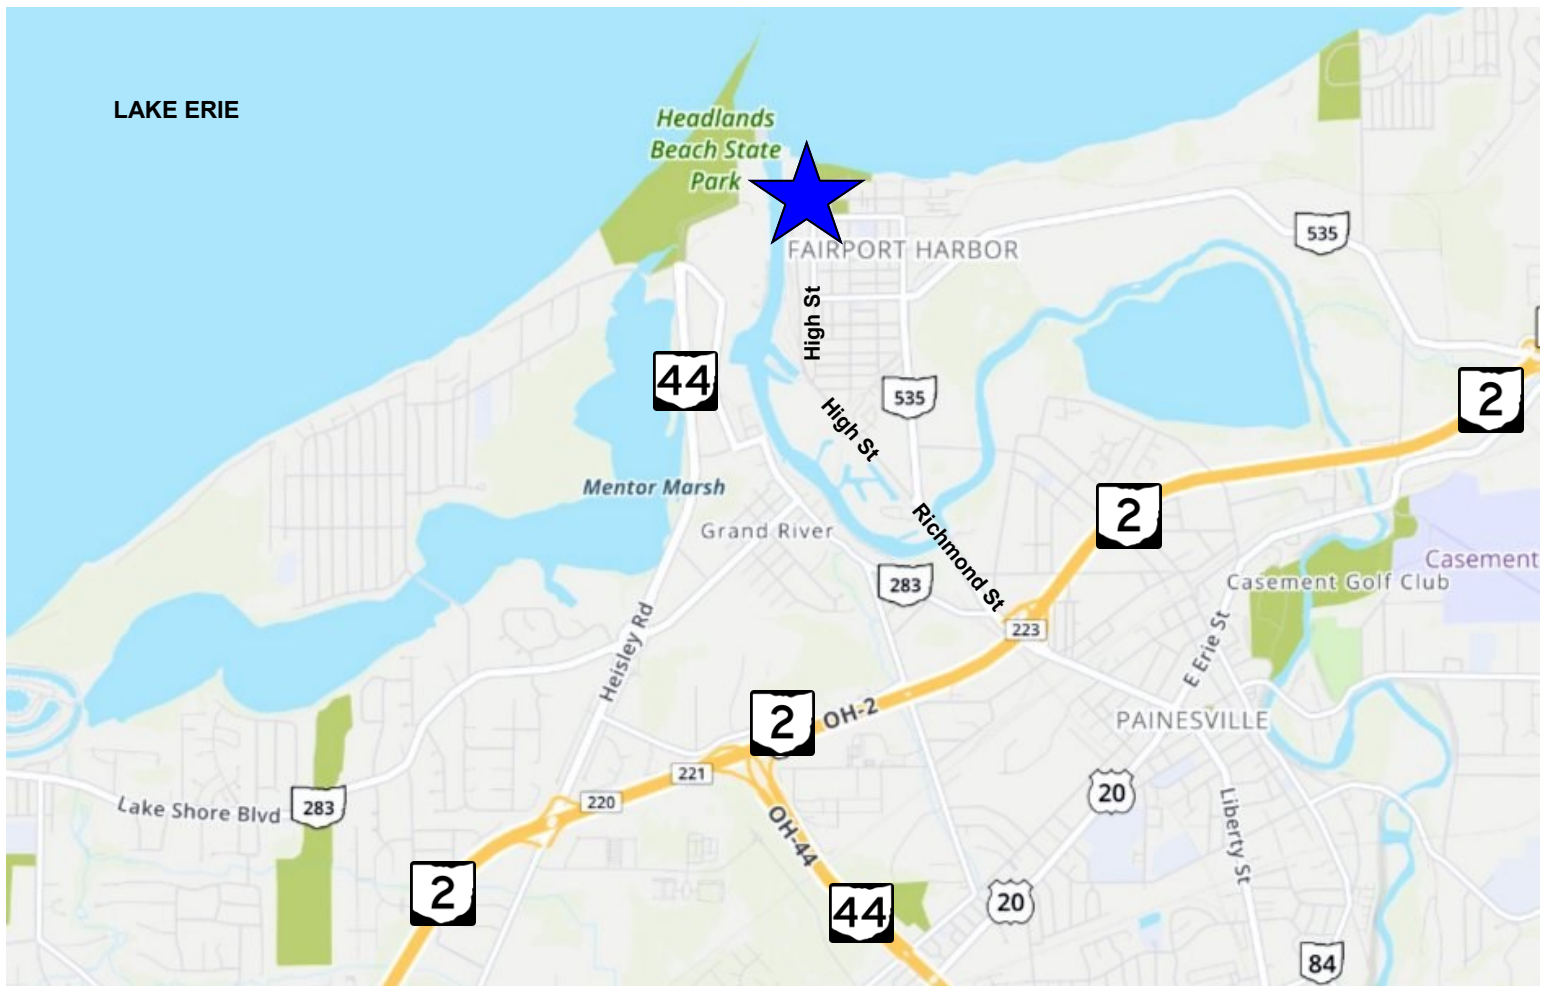 LAKE ERIE
Headlands
Beach State
Park
535
FAIRPORT HARBOR
High St
44
535
2
High St
Mentor Marsh
Grand River
Richmond St
2
283
Casement
Casement Golf Club
223
Heisley Rd
E Erie St
2
OH-2
PAINESVILLE
221
220
20
Lake Shore Blvd
283
OH-44
Liberty St
2
44
20
84